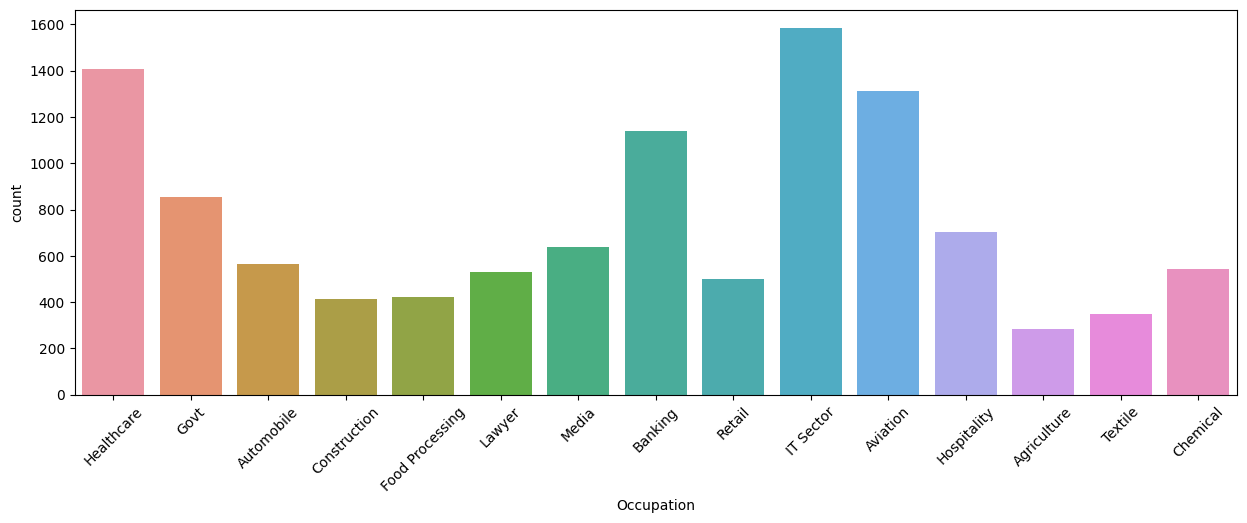 1600
1400
1200
1000
800
600
400
200
0
count
Healthcare
Govt
Automobile
Construction
Food Processing
Lawyer
Media
Banking
Retail
IT Sector
Aviation
Hospitality
Agriculture
Textile
Chemical
Occupation